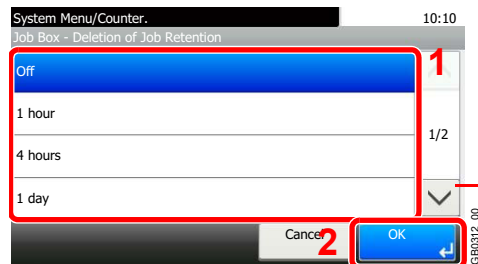 System Menu/Counter. 10:10
Job Box - Deletion of Job Retention
Off
1
1 hour
1/2
4 hours
1 day
Cancel
2
OK
GB0312_00